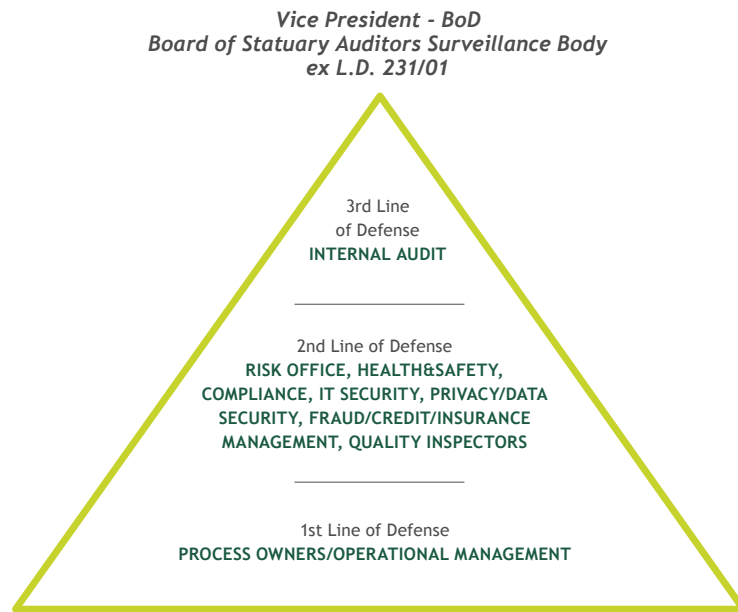 Vice President - BoD
Board of Statuary Auditors Surveillance Body
ex L.D. 231/01
3rd Line
of Defense
INTERNAL AUDIT
2nd Line of Defense
RISK OFFICE, HEALTH&SAFETY,
COMPLIANCE, IT SECURITY, PRIVACY/DATA
SECURITY, FRAUD/CREDIT/INSURANCE
MANAGEMENT, QUALITY INSPECTORS
1st Line of Defense
PROCESS OWNERS/OPERATIONAL MANAGEMENT